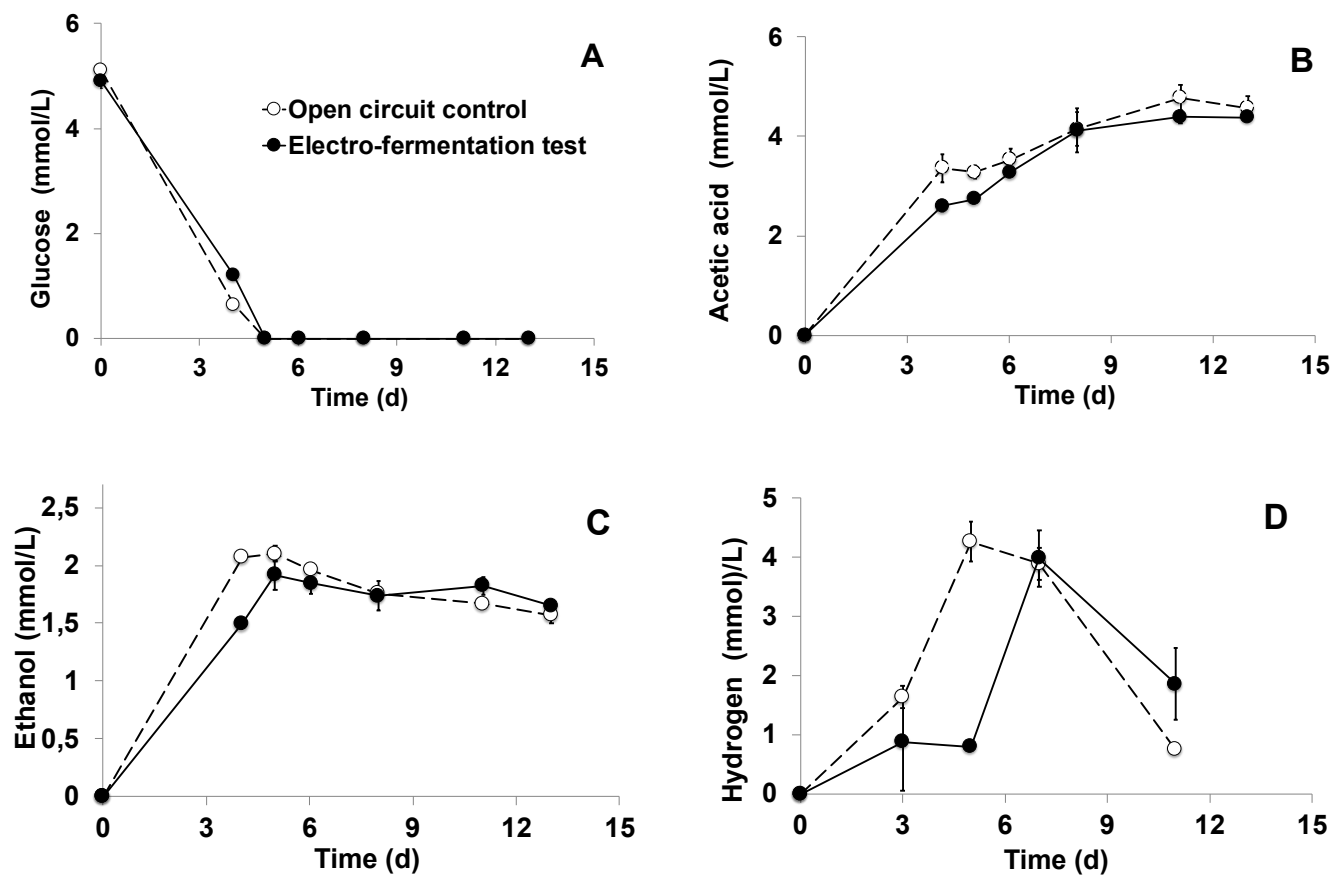 A
6
4
2
0
Glucose (mmol/L)
Open circuit control
Electro-fermentation test
0 3 6 9 12 15
Time (d)
B
6
4
2
0
Acetic acid (mmol/L)
0 3 6 9 12 15
Time (d)
C
2,5
2
1,5
1
0,5
0
Ethanol (mmol/L)
0 3 6 9 12 15
Time (d)
D
5
4
3
2
1
0
Hydrogen (mmol)/L)
0 3 6 9 12 15
Time (d)